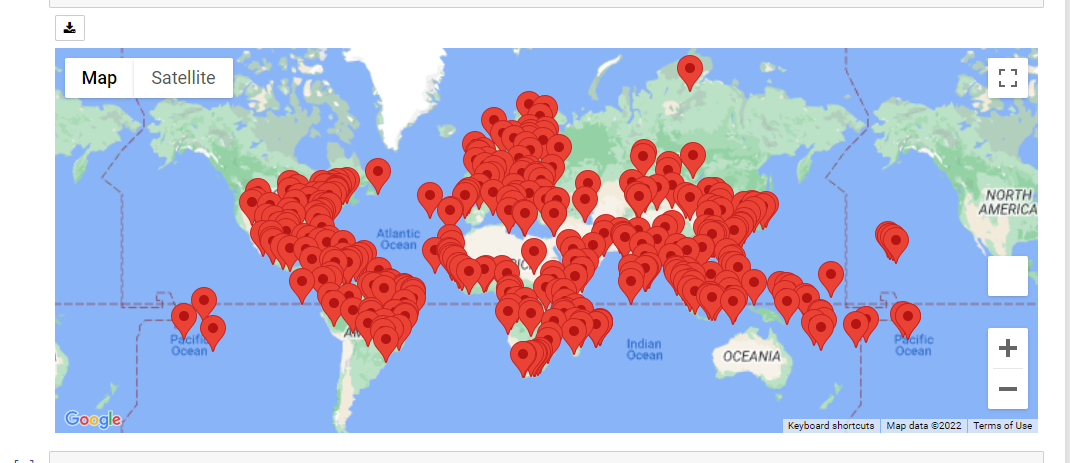 Map
Satellite
NORTH
AMERICA
Atlantic
Ocean
Pacific
Ocean
Indian
Ocean
OCEANIA
Pacific
Ocean
+
−
Google
Keyboard shortcuts
Map data ©2022
Terms of Use